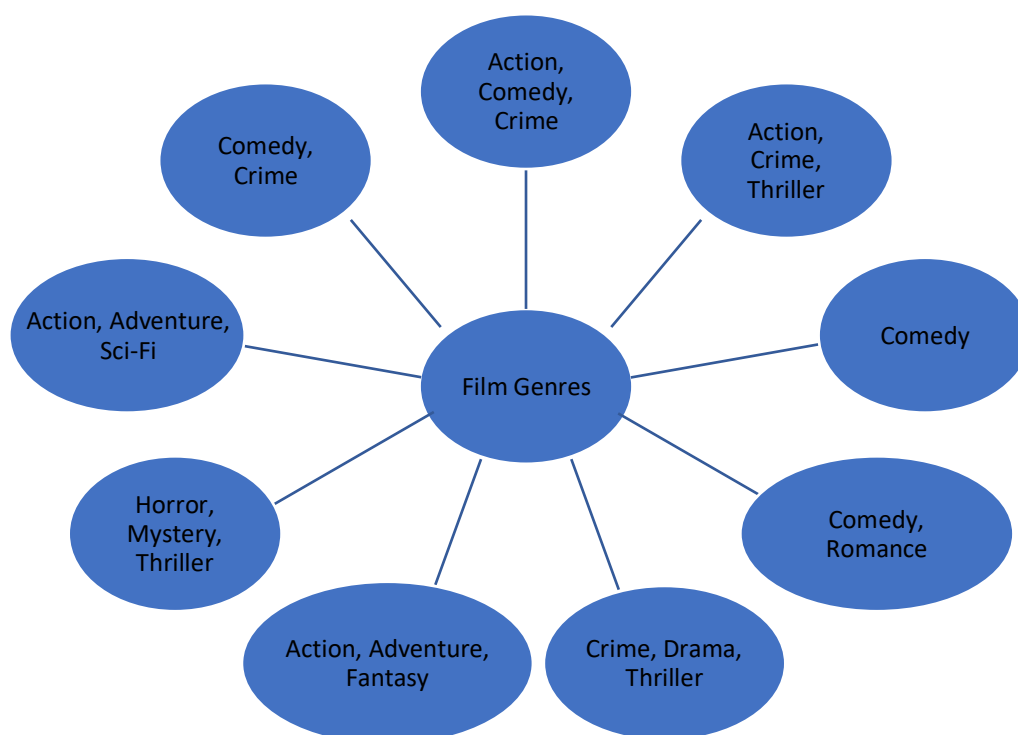 Action,
Comedy,
Crime
Action,
Crime,
Thriller
Comedy
Comedy,
Romance
Crime, Drama,
Thriller
Action, Adventure,
Fantasy
Horror,
Mystery,
Thriller
Action, Adventure,
Sci-Fi
Comedy,
Crime
Film Genres